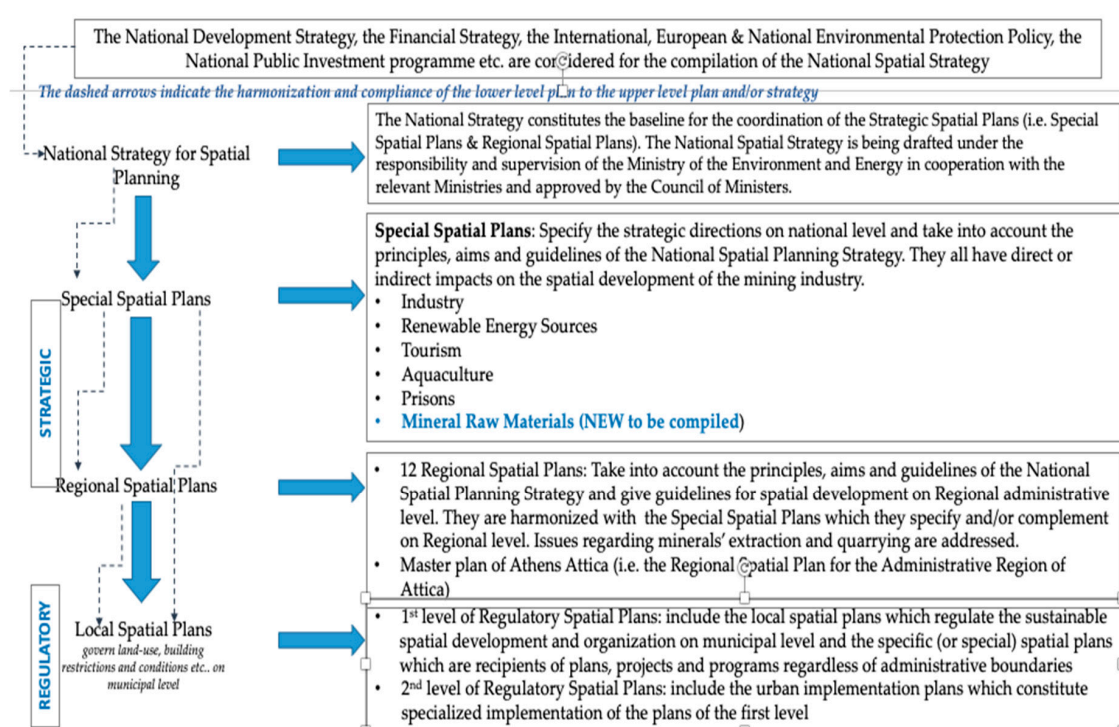 The National Development Strategy, the Financial Strategy, the International, European & National Environmental Protection Policy, the
National Public Investment programme etc. are considered for the compilation of the National Spatial Strategy
The dashed arrows indicate the harmonization and compliance of the lower level plan to the upper level plan and/or strategy
National Strategy for Spatial
Planning
The National Strategy constitutes the baseline for the coordination of the Strategic Spatial Plans (i.e. Special
Spatial Plans & Regional Spatial Plans). The National Spatial Strategy is being drafted under the
responsibility and supervision of the Ministry of the Environment and Energy in cooperation with the
relevant Ministries and approved by the Council of Ministers.
STRATEGIC
Special Spatial Plans
Special Spatial Plans: Specify the strategic directions on national level and take into account the
principles, aims and guidelines of the National Spatial Planning Strategy. They all have direct or
indirect impacts on the spatial development of the mining industry.
• Industry
• Renewable Energy Sources
• Tourism
• Aquaculture
• Prisons
• Mineral Raw Materials (NEW to be compiled)
Regional Spatial Plans
• 12 Regional Spatial Plans: Take into account the principles, aims and guidelines of the National
Spatial Planning Strategy and give guidelines for spatial development on Regional administrative
level. They are harmonized with the Special Spatial Plans which they specify and/or complement
on Regional level. Issues regarding minerals' extraction and quarrying are addressed.
• Master plan of Athens Attica (i.e. the Regional Spatial Plan for the Administrative Region of
Attica)
REGULATORY
Local Spatial Plans
govern land-use, building
restrictions and conditions etc.. on
municipal level
• 1st level of Regulatory Spatial Plans: include the local spatial plans which regulate the sustainable
spatial development and organization on municipal level and the specific (or special) spatial plans
which are recipients of plans, projects and programs regardless of administrative boundaries
• 2nd level of Regulatory Spatial Plans: include the urban implementation plans which constitute
specialized implementation of the plans of the first level